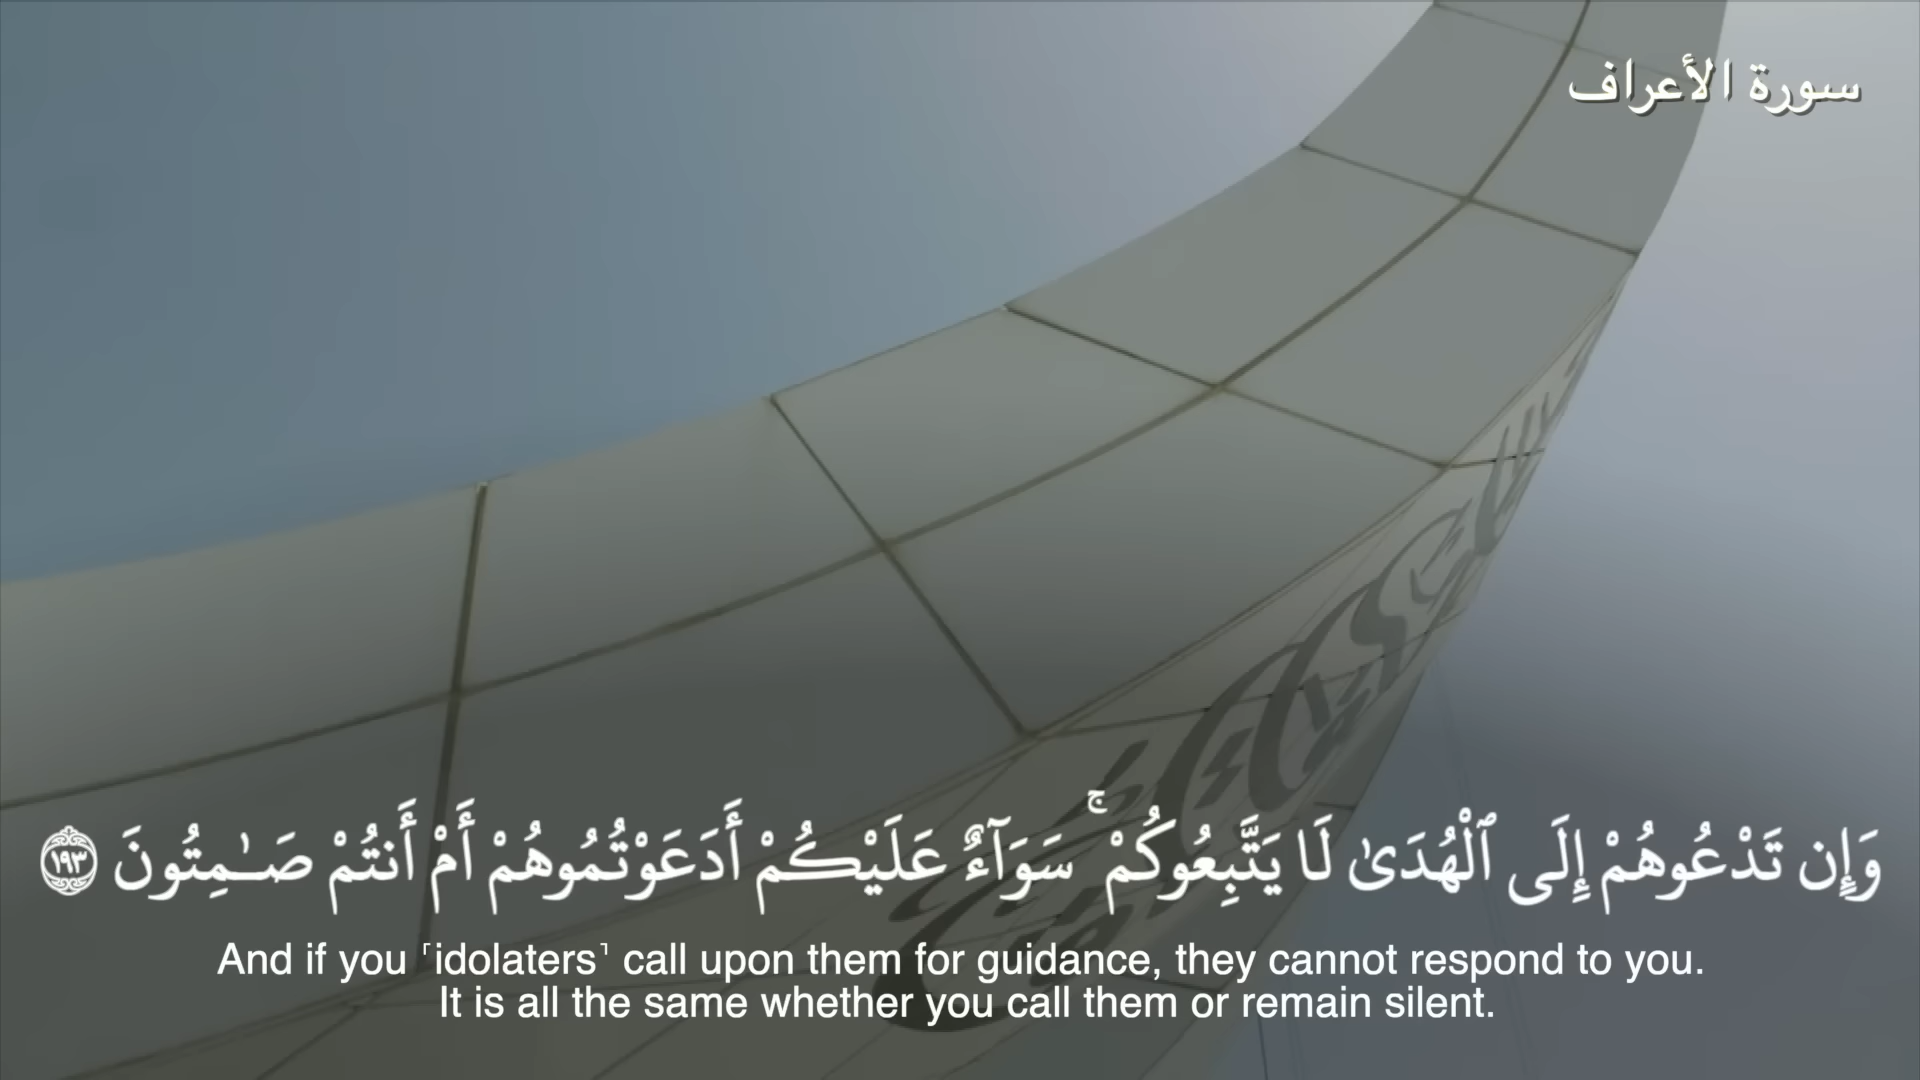 سورة الأعراف
وَإِن تَدْعُوهُمْ إِلَى ٱلْهُدَىٰ لَا يَتَّبِعُوكُمْ ۚ سَوَآءٌ عَلَيْكُمْ أَدَعَوْتُمُوهُمْ أَمْ أَنتُمْ صَـٰمِتُونَ ١٩٣
And if you ˹idolaters˺ call upon them for guidance, they cannot respond to you.
It is all the same whether you call them or remain silent.